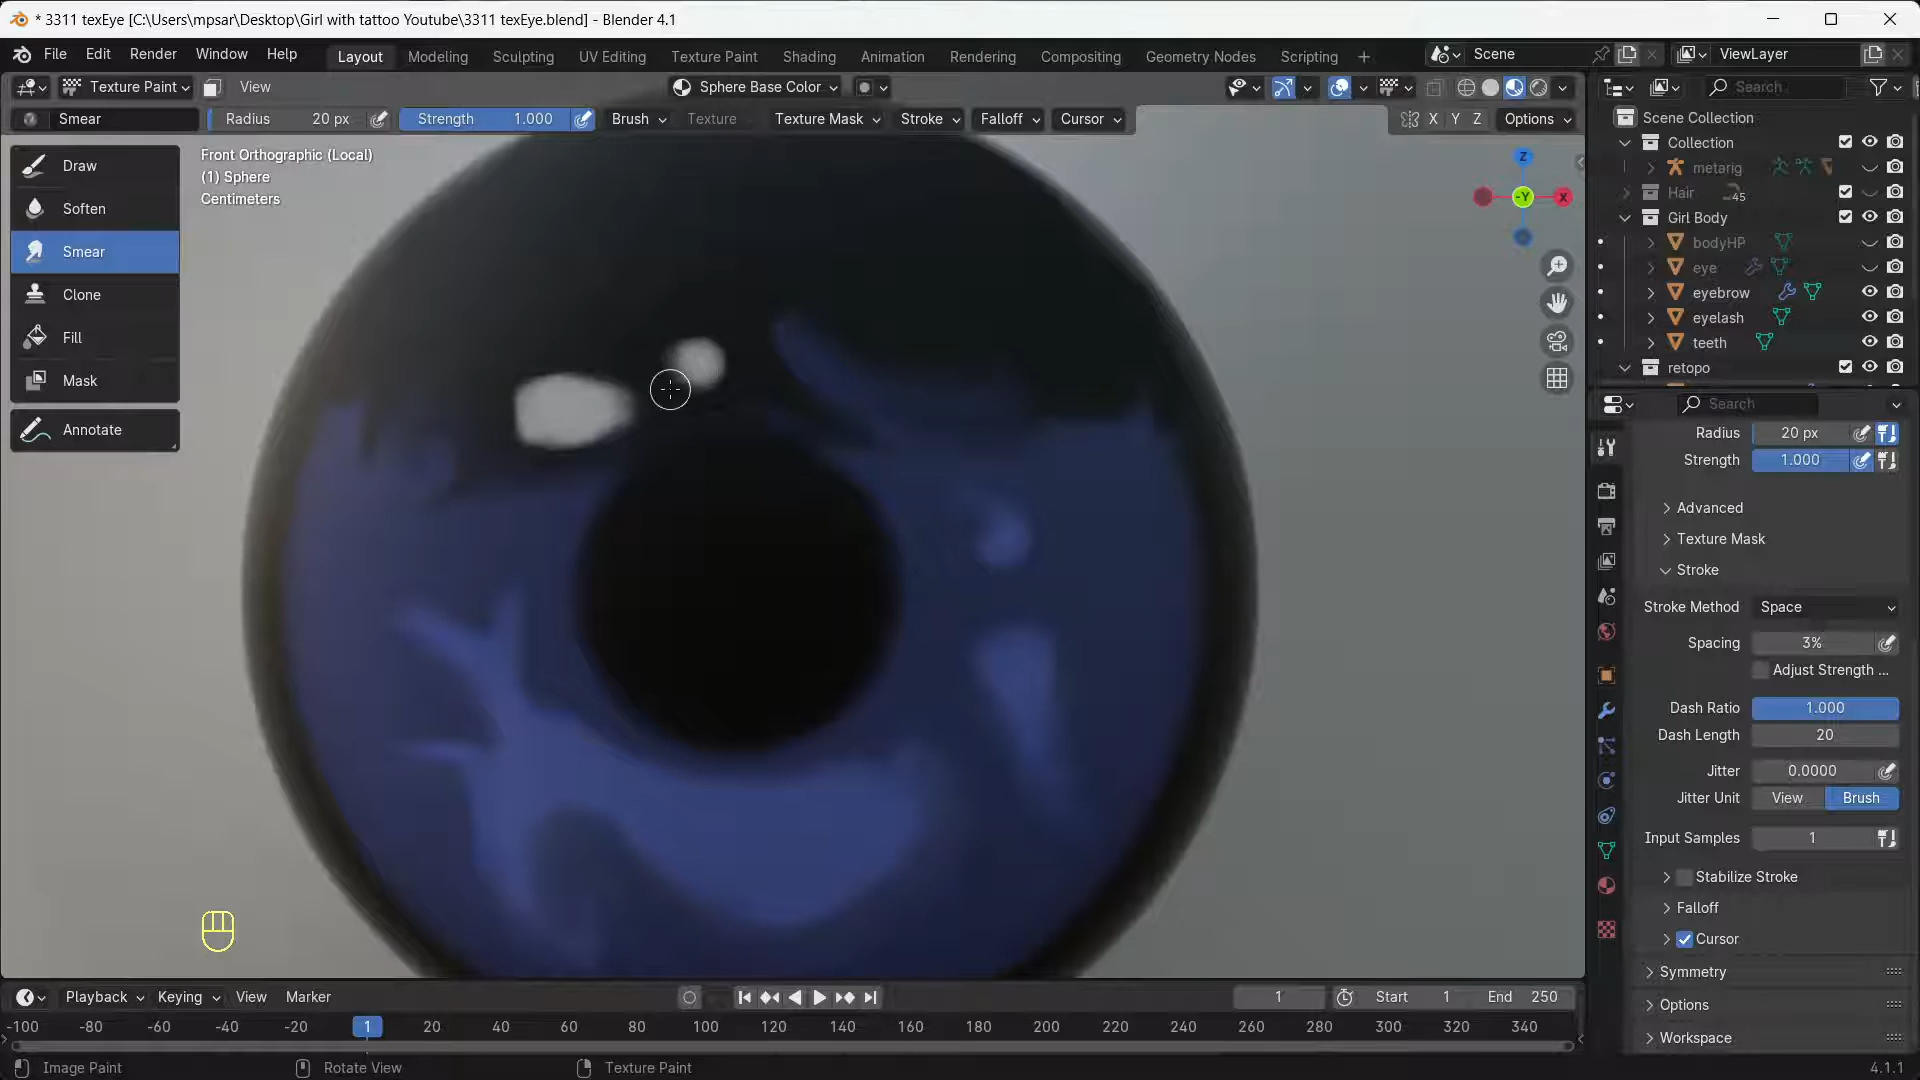 * 3311 texEye [C:\Users\mpsar\Desktop\Girl with tattoo Youtube\3311 texEye.blend] - Blender 4.1
File Edit Render Window Help Layout Modeling Sculpting UV Editing Texture Paint Shading Animation Rendering Compositing Geometry Nodes Scripting + Scene ViewLayer
Texture Paint View Sphere Base Color Search
Smear Radius 20 px Strength 1.000 Brush Texture Texture Mask Stroke Falloff Cursor X Y Z Options
Draw
Soften
Smear
Clone
Fill
Mask
Annotate
Front Orthographic (Local)
(1) Sphere
Centimeters
Z
-Y
X
Scene Collection
Collection
metarig
Hair 45
Girl Body
bodyHP
eye
eyebrow
eyelash
teeth
retopo
Search
Radius 20 px
Strength 1.000
Advanced
Texture Mask
Stroke
Stroke Method Space
Spacing 3%
Adjust Strength ...
Dash Ratio 1.000
Dash Length 20
Jitter 0.0000
Jitter Unit View Brush
Input Samples 1
Stabilize Stroke
Falloff
Cursor
Symmetry
Options
Workspace
Playback Keying View Marker 1 Start 1 End 250
-100 -80 -60 -40 -20 1 20 40 60 80 100 120 140 160 180 200 220 240 260 280 300 320 340
Image Paint Rotate View Texture Paint 4.1.1